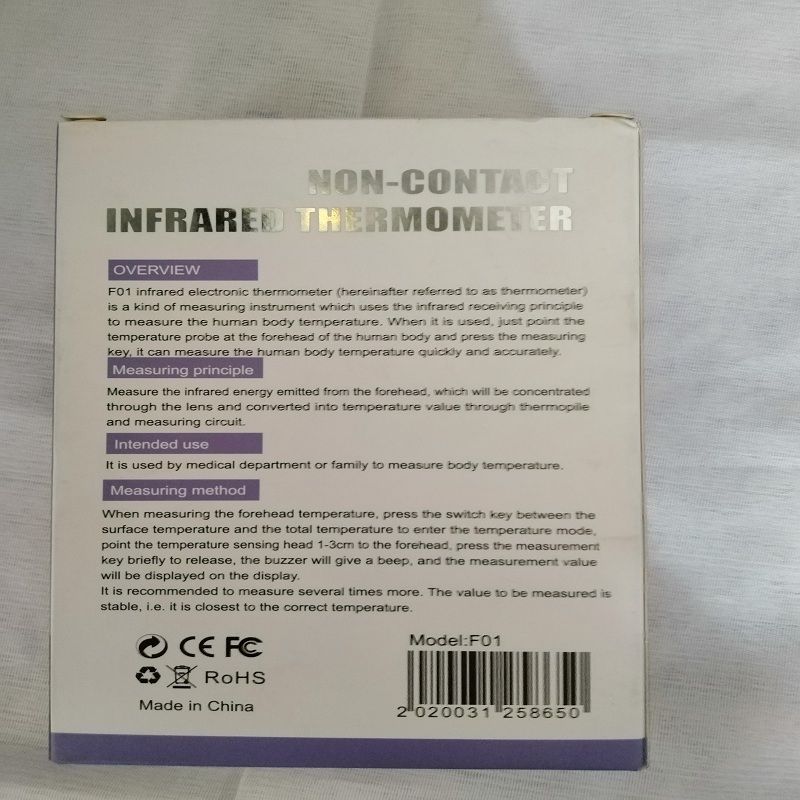 NON-CONTACT
INFRARED THERMOMETER
OVERVIEW
F01 infrared electronic thermometer (hereinafter referred to as thermometer)
is a kind of measuring instrument which uses the infrared receiving principle
to measure the human body temperature. When it is used, just point the
temperature probe at the forehead of the human body and press the measuring
key, it can measure the human body temperature quickly and accurately.
Measuring principle
Measure the infrared energy emitted from the forehead, which will be concentrated
through the lens and converted into temperature value through thermopile
and measuring circuit.
Intended use
It is used by medical department or family to measure body temperature.
Measuring method
When measuring the forehead temperature, press the switch key between the
surface temperature and the total temperature to enter the temperature mode,
point the temperature sensing head 1-3cm to the forehead, press the measurement
key briefly to release, the buzzer will give a beep, and the measurement value
will be displayed on the display.
It is recommended to measure several times more. The value to be measured is
stable, i.e. it is closest to the correct temperature.
CE FC
RoHS
Made in China
Model:F01
2 020031 258650